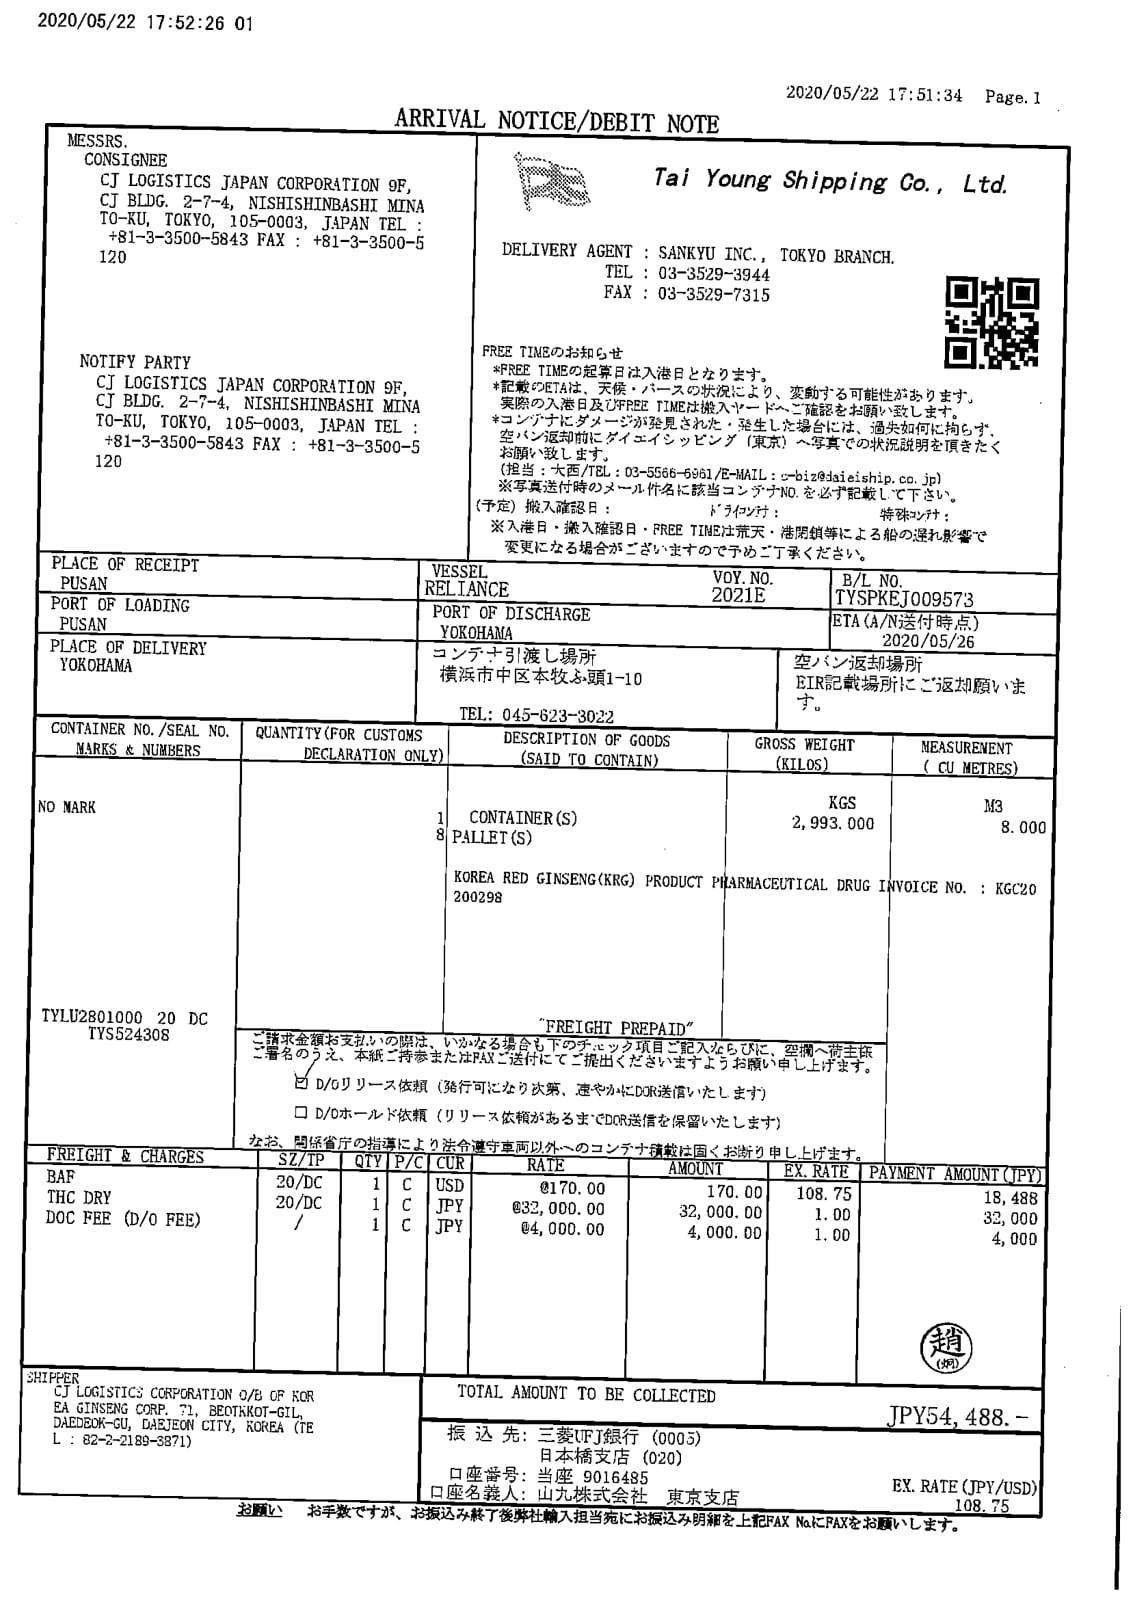 2020/05/22 17:52:26 01
2020/05/22 17:51:34 Page.1
ARRIVAL NOTICE/DEBIT NOTE
MESSRS.
CONSIGNEE
CJ LOGISTICS JAPAN CORPORATION 9F,
CJ BLDG. 2-7-4, NISHISHINBASHI MINA
TO-KU, TOKYO, 105-0003, JAPAN TEL :
+81-3-3500-5843 FAX : +81-3-3500-5
120
NOTIFY PARTY
CJ LOGISTICS JAPAN CORPORATION 9F,
CJ BLDG. 2-7-4, NISHISHINBASHI MINA
TO-KU, TOKYO, 105-0003, JAPAN TEL :
+81-3-3500-5843 FAX : +81-3-3500-5
120
Tai Young Shipping Co., Ltd.
DELIVERY AGENT : SANKYU INC., TOKYO BRANCH.
TEL : 03-3529-3944
FAX : 03-3529-7315
FREE TIMEのお知らせ
*FREE TIMEの起算日は入港日となります。
*記載のETAは、天候・バースの状況により、変動する可能性があります。
実際の入港日及びFREE TIMEは搬入ヤードへご確認をお願い致します。
*コンテナにダメージが発見された・発生した場合には、過失如何に拘らず、
空バン返却前にダイエイシッピング（東京）へ写真での状況説明を頂きたく
お願い致します。
(担当：大西/TEL：03-5566-6961/E-MAIL：c-biz@daieiship.co.jp)
※写真送付時のメール件名に該当コンテナNO.を必ず記載して下さい。
(予定) 搬入確認日： ﾄﾞﾗｲｺﾝﾃﾅ： 特殊ｺﾝﾃﾅ：
※入港日・搬入確認日・FREE TIMEは荒天・港閉鎖等による船の遅れ影響で
変更になる場合がございますので予めご了承ください。
PLACE OF RECEIPT
PUSAN
VESSEL
RELIANCE
VOY. NO.
2021E
B/L NO.
TYSPKEJ009573
PORT OF LOADING
PUSAN
PORT OF DISCHARGE
YOKOHAMA
ETA(A/N送付時点)
2020/05/26
PLACE OF DELIVERY
YOKOHAMA
コンテナ引渡し場所
横浜市中区本牧ふ頭1-10
TEL: 045-623-3022
空バン返却場所
EIR記載場所にご返却願いま
す。
CONTAINER NO./SEAL NO.
MARKS & NUMBERS
QUANTITY(FOR CUSTOMS
DECLARATION ONLY)
DESCRIPTION OF GOODS
(SAID TO CONTAIN)
GROSS WEIGHT
(KILOS)
MEASUREMENT
( CU METRES)
NO MARK
KGS M3
1 CONTAINER(S) 2,993.000 8.000
8 PALLET(S)
KOREA RED GINSENG(KRG) PRODUCT PHARMACEUTICAL DRUG INVOICE NO. : KGC20
200298
TYLU2801000 20 DC
TYS524308
"FREIGHT PREPAID"
ご請求金額お支払いの際は、いかなる場合も下のチェック項目ご記入ならびに、空欄へ荷主様
ご署名のうえ、本紙ご持参またはFAXご送付にてご提出くださいますようお願い申し上げます。
☑ D/Oリリース依頼（発行可になり次第、速やかにDOR送信いたします）
□ D/Oホールド依頼（リリース依頼があるまでDOR送信を保留いたします）
なお、関係省庁の指導により法令遵守車両以外へのコンテナ積載は固くお断り申し上げます。
FREIGHT & CHARGES SZ/TP QTY P/C CUR RATE AMOUNT EX. RATE PAYMENT AMOUNT(JPY)
BAF 20/DC 1 C USD @170.00 170.00 108.75 18,488
THC DRY 20/DC 1 C JPY @32,000.00 32,000.00 1.00 32,000
DOC FEE (D/O FEE) / 1 C JPY @4,000.00 4,000.00 1.00 4,000
趙
(炯)
SHIPPER
CJ LOGISTICS CORPORATION O/B OF KOR
EA GINSENG CORP. 71, BEOTKKOT-GIL,
DAEDEOK-GU, DAEJEON CITY, KOREA (TE
L : 82-2-2189-3871)
TOTAL AMOUNT TO BE COLLECTED
JPY54,488.-
振込先: 三菱UFJ銀行 (0005)
日本橋支店 (020)
口座番号: 当座 9016485
口座名義人: 山九株式会社 東京支店
EX. RATE(JPY/USD)
108.75
お願い お手数ですが、お振込み終了後弊社輸入担当宛にお振込み明細を上記FAX No.にFAXをお願いします。